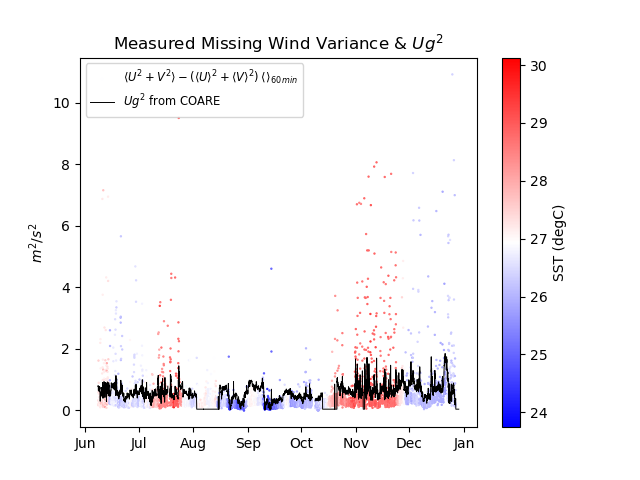 Measured Missing Wind Variance & Ug²
⟨U² + V²⟩ − (⟨U⟩² + ⟨V⟩²) ⟨ ⟩₆₀ₘᵢₙ
Ug² from COARE
m²/s²
10
8
6
4
2
0
Jun Jul Aug Sep Oct Nov Dec Jan
30
29
28
27
26
25
24
SST (degC)